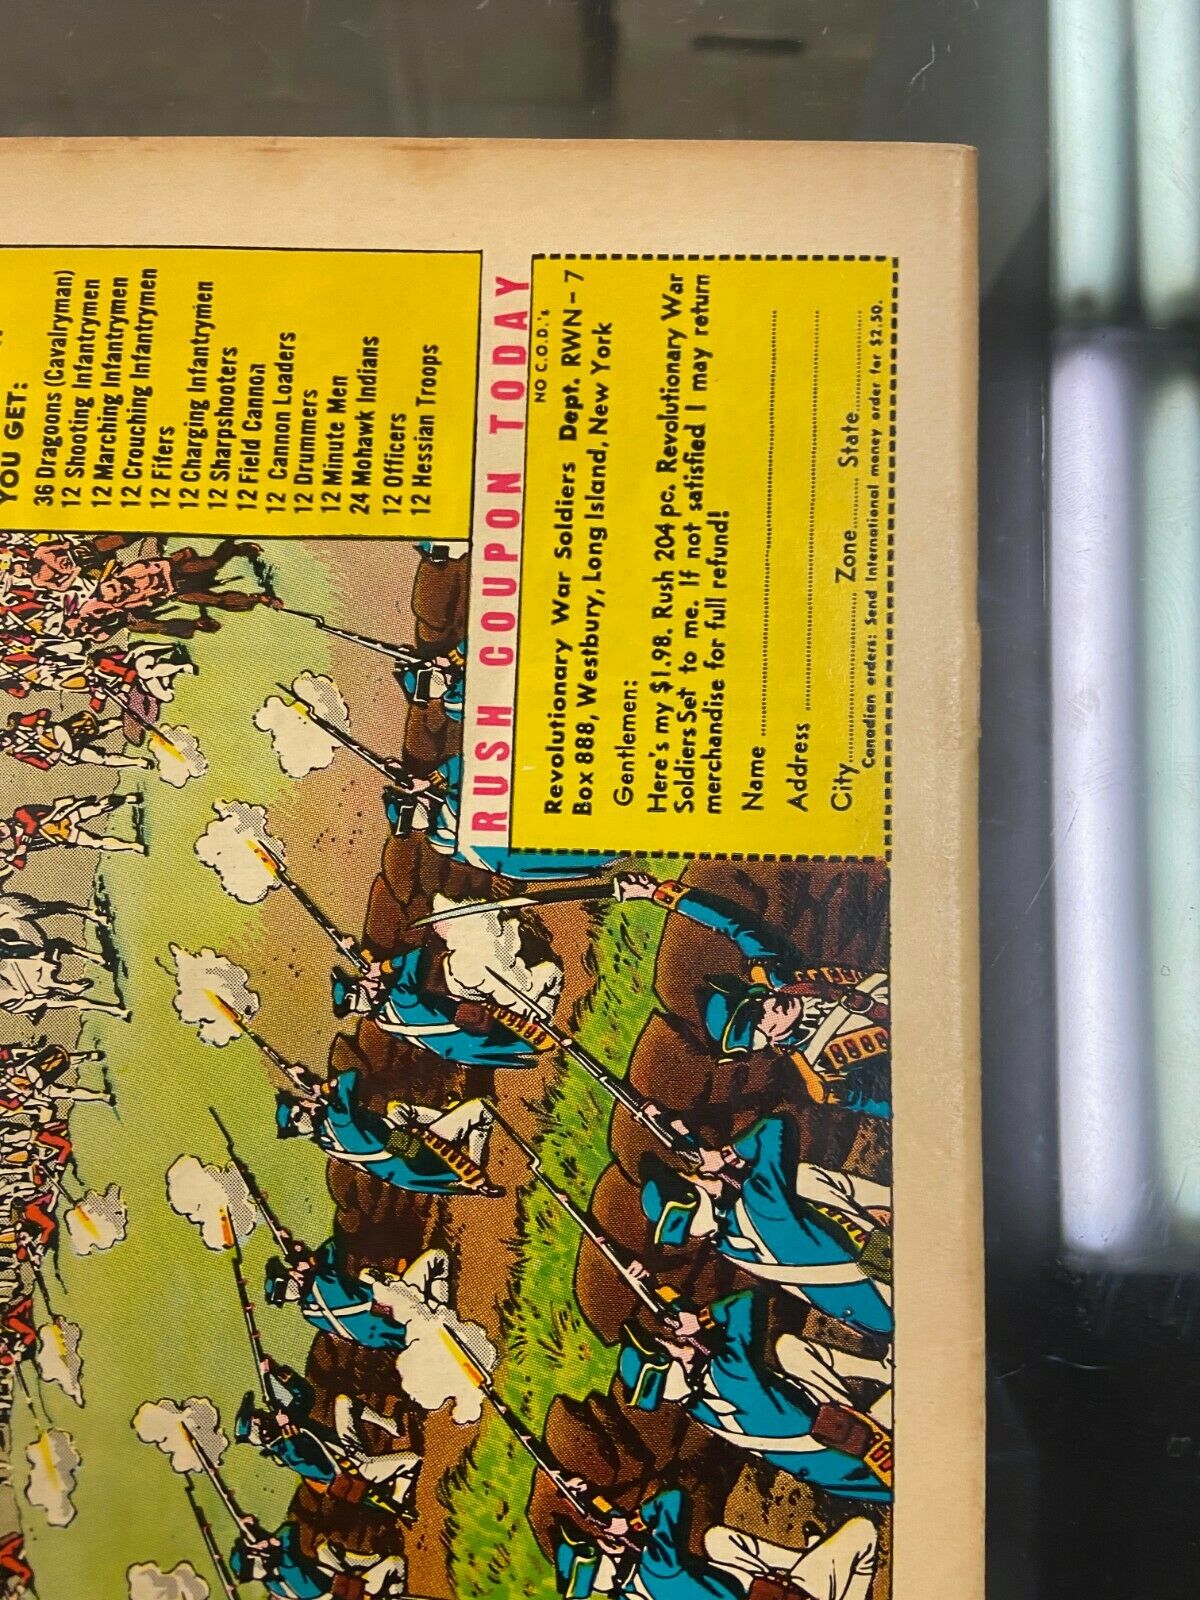 YOU GET:
36 Dragoons (Cavalryman)
12 Shooting Infantrymen
12 Marching Infantrymen
12 Crouching Infantrymen
12 Fifers
12 Charging Infantrymen
12 Sharpshooters
12 Field Cannon
12 Cannon Loaders
12 Drummers
12 Minute Men
24 Mohawk Indians
12 Officers
12 Hessian Troops
RUSH COUPON TODAY
NO C.O.D.'s
Revolutionary War Soldiers Dept. RWN-7
Box 888, Westbury, Long Island, New York
Gentlemen:
Here's my $1.98. Rush 204 pc. Revolutionary War
Soldiers Set to me. If not satisfied I may return
merchandise for full refund!
Name
Address
City Zone State
Canadian orders: Send International money order for $2.50.